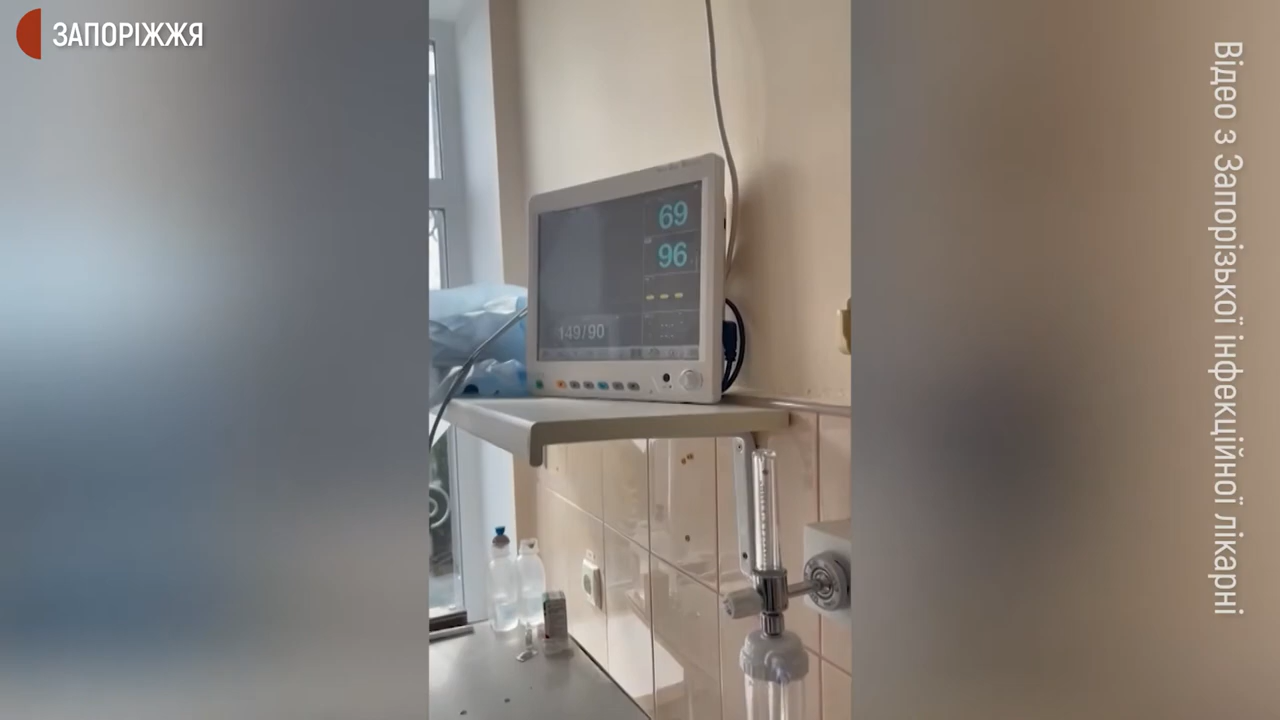 ЗАПОРІЖЖЯ
Відео з Запорізької інфекційної лікарні
69
96
---
149/90